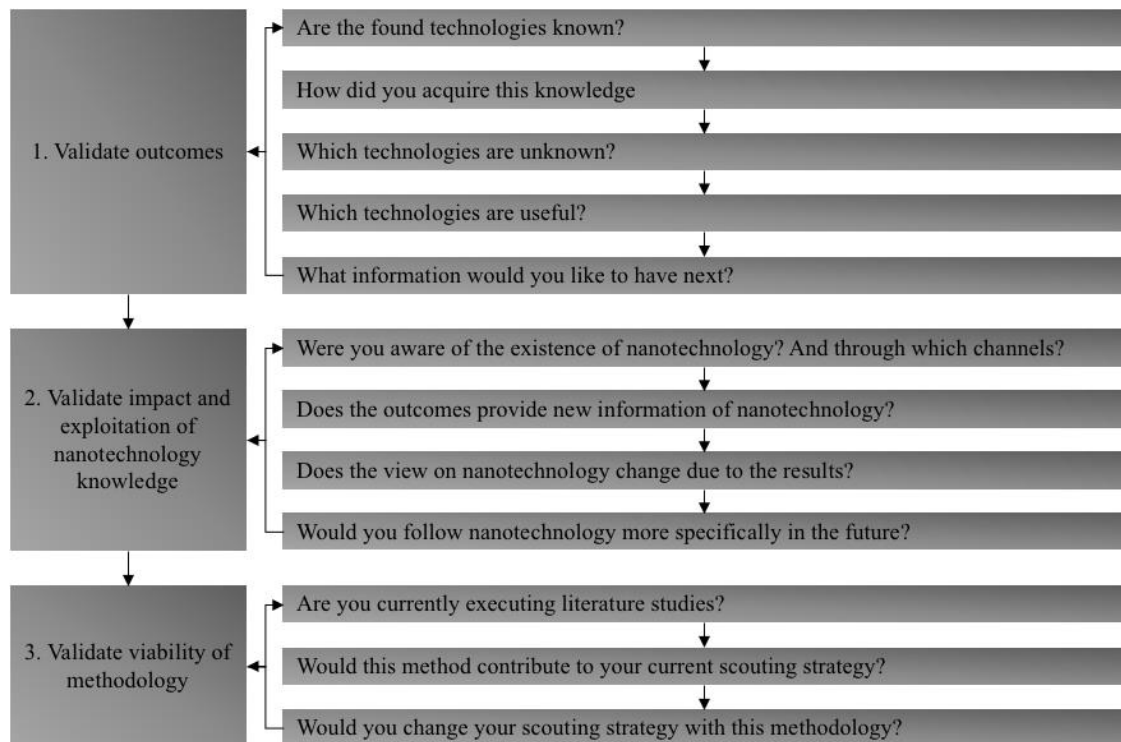 Are the found technologies known?
How did you acquire this knowledge
1. Validate outcomes
Which technologies are unknown?
Which technologies are useful?
What information would you like to have next?
Were you aware of the existence of nanotechnology? And through which channels?
2. Validate impact and
exploitation of
nanotechnology
knowledge
Does the outcomes provide new information of nanotechnology?
Does the view on nanotechnology change due to the results?
Would you follow nanotechnology more specifically in the future?
Are you currently executing literature studies?
3. Validate viability of
methodology
Would this method contribute to your current scouting strategy?
Would you change your scouting strategy with this methodology?